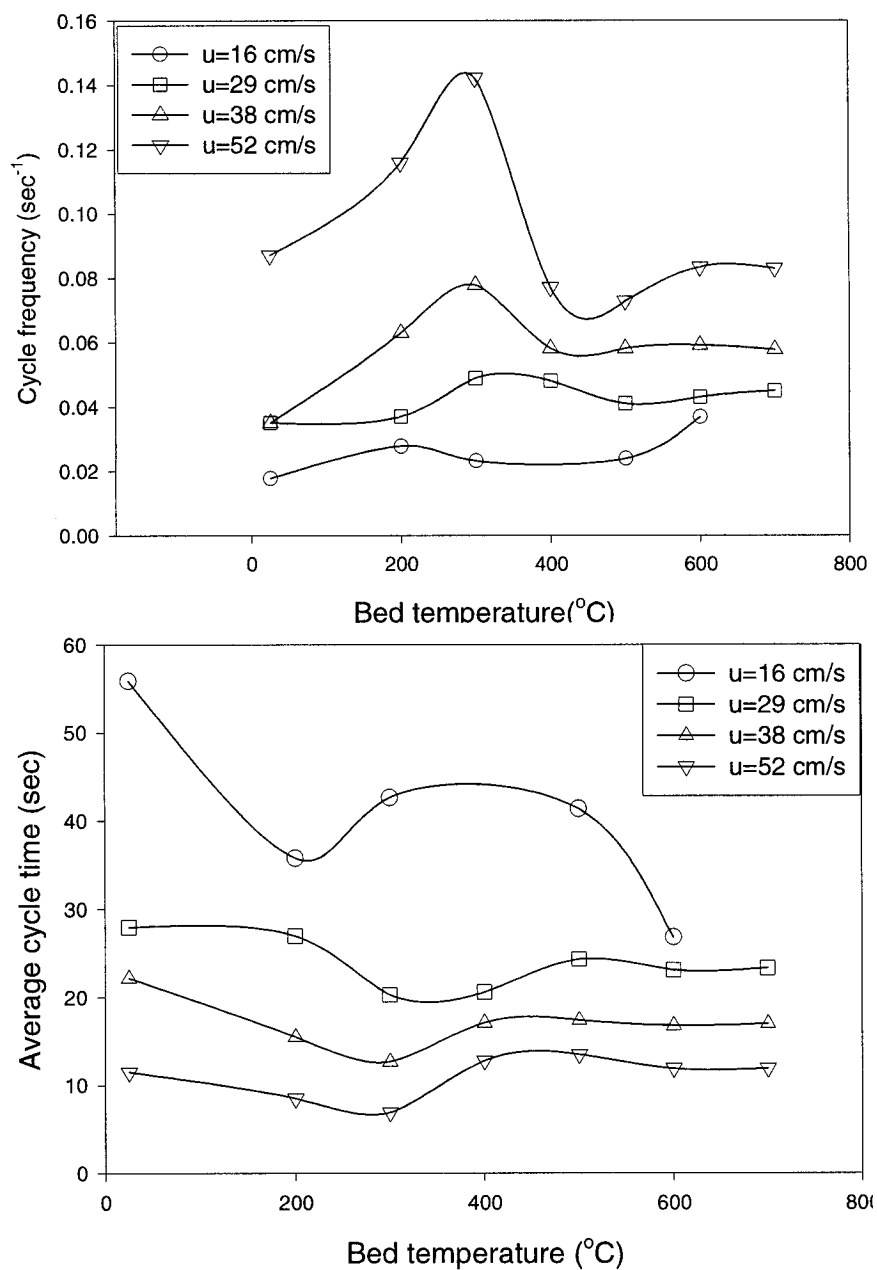 0.16
0.14
0.12
0.10
0.08
0.06
0.04
0.02
0.00
Cycle frequency (sec⁻¹)
u=16 cm/s
u=29 cm/s
u=38 cm/s
u=52 cm/s
0 200 400 600 800
Bed temperature(°C)
60
50
40
30
20
10
0
Average cycle time (sec)
u=16 cm/s
u=29 cm/s
u=38 cm/s
u=52 cm/s
0 200 400 600 800
Bed temperature (°C)